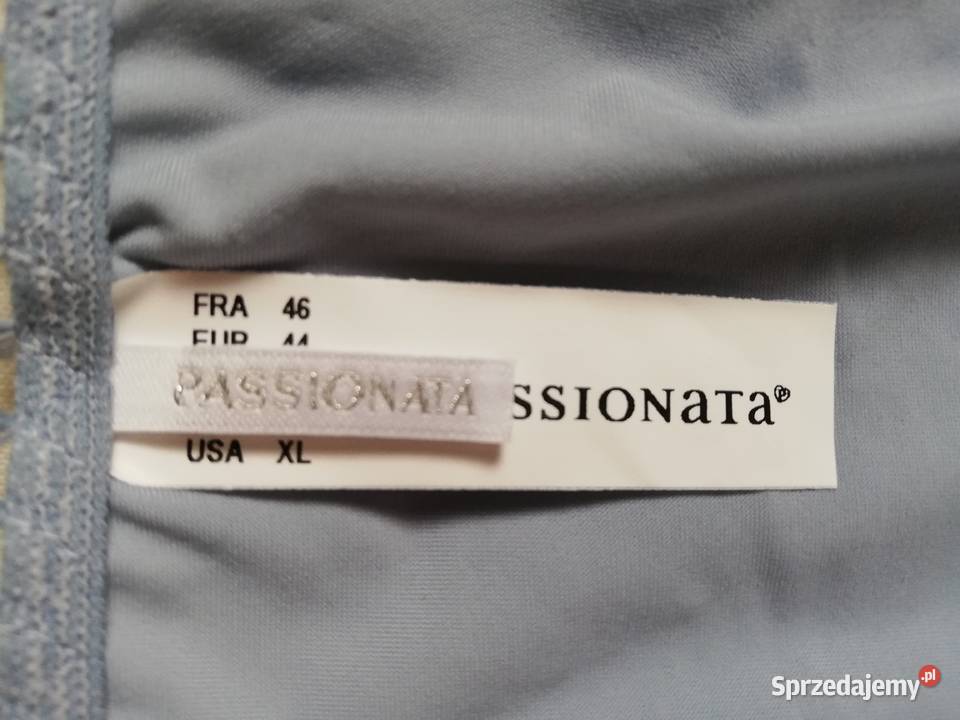 FRA 46
EUR 44
PASSIONATA
SSIONaTa
USA XL
Sprzedajemy.pl